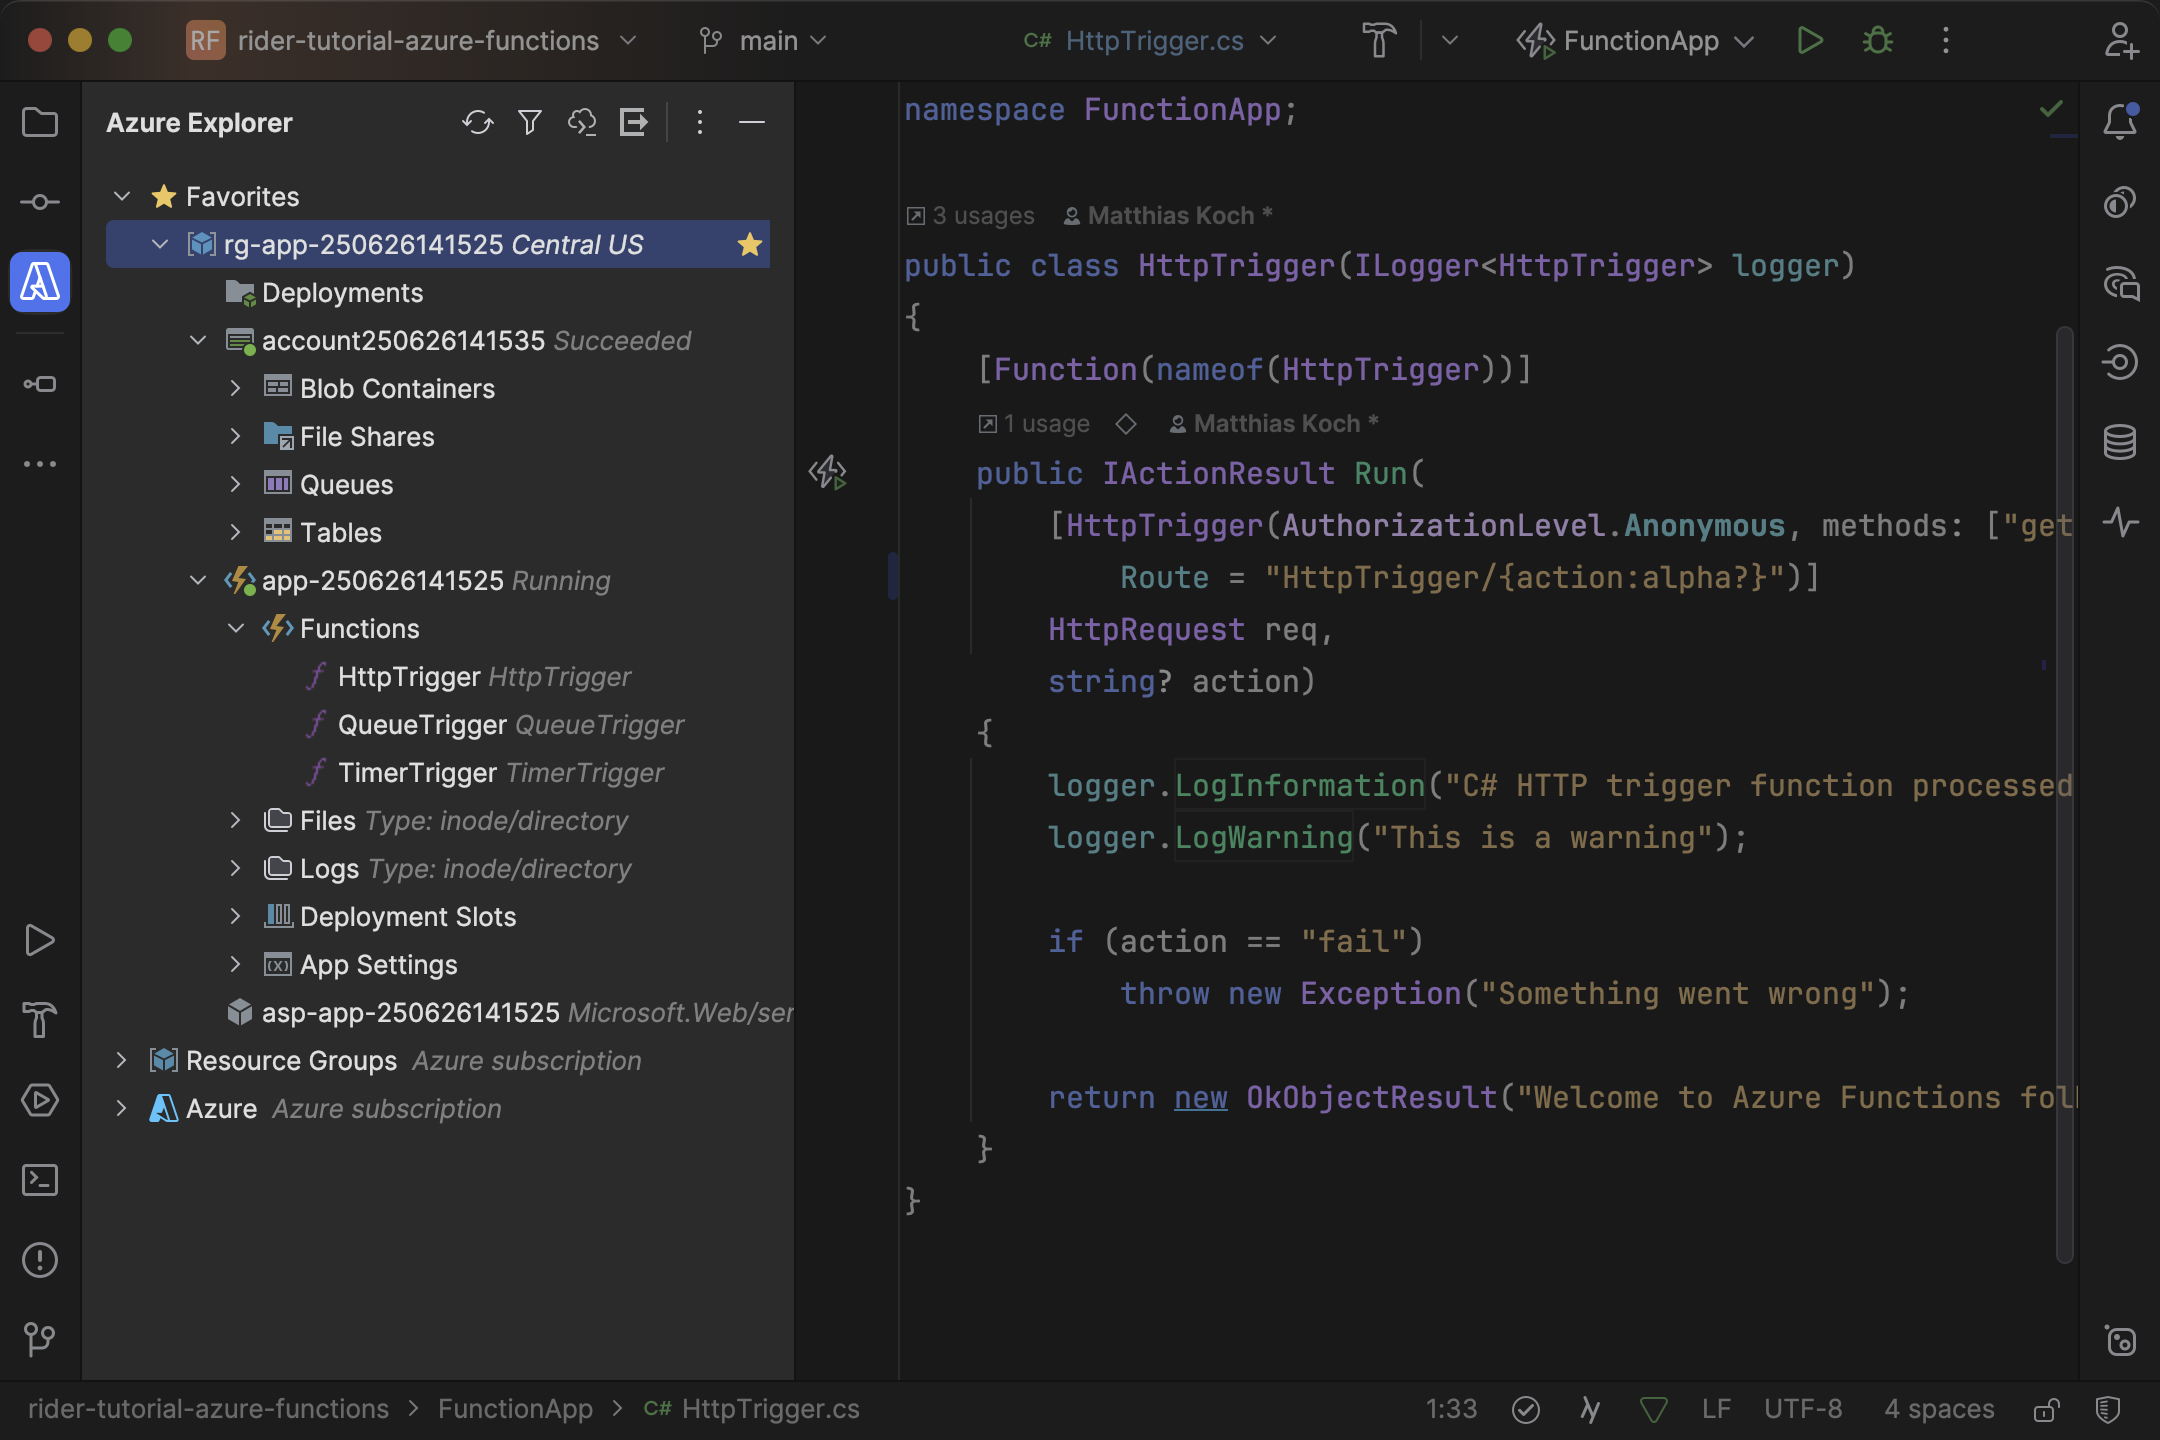 RF rider-tutorial-azure-functions main C# HttpTrigger.cs FunctionApp
Azure Explorer
Favorites
rg-app-250626141525 Central US
Deployments
account250626141535 Succeeded
Blob Containers
File Shares
Queues
Tables
app-250626141525 Running
Functions
HttpTrigger HttpTrigger
QueueTrigger QueueTrigger
TimerTrigger TimerTrigger
Files Type: inode/directory
Logs Type: inode/directory
Deployment Slots
App Settings
asp-app-250626141525 Microsoft.Web/ser
Resource Groups Azure subscription
Azure Azure subscription
namespace FunctionApp;
3 usages Matthias Koch *
public class HttpTrigger(ILogger<HttpTrigger> logger)
{
[Function(nameof(HttpTrigger))]
1 usage Matthias Koch *
public IActionResult Run(
[HttpTrigger(AuthorizationLevel.Anonymous, methods: ["get
Route = "HttpTrigger/{action:alpha?}")]
HttpRequest req,
string? action)
{
logger.LogInformation("C# HTTP trigger function processed
logger.LogWarning("This is a warning");
if (action == "fail")
throw new Exception("Something went wrong");
return new OkObjectResult("Welcome to Azure Functions fol
}
}
rider-tutorial-azure-functions > FunctionApp > C# HttpTrigger.cs 1:33 LF UTF-8 4 spaces